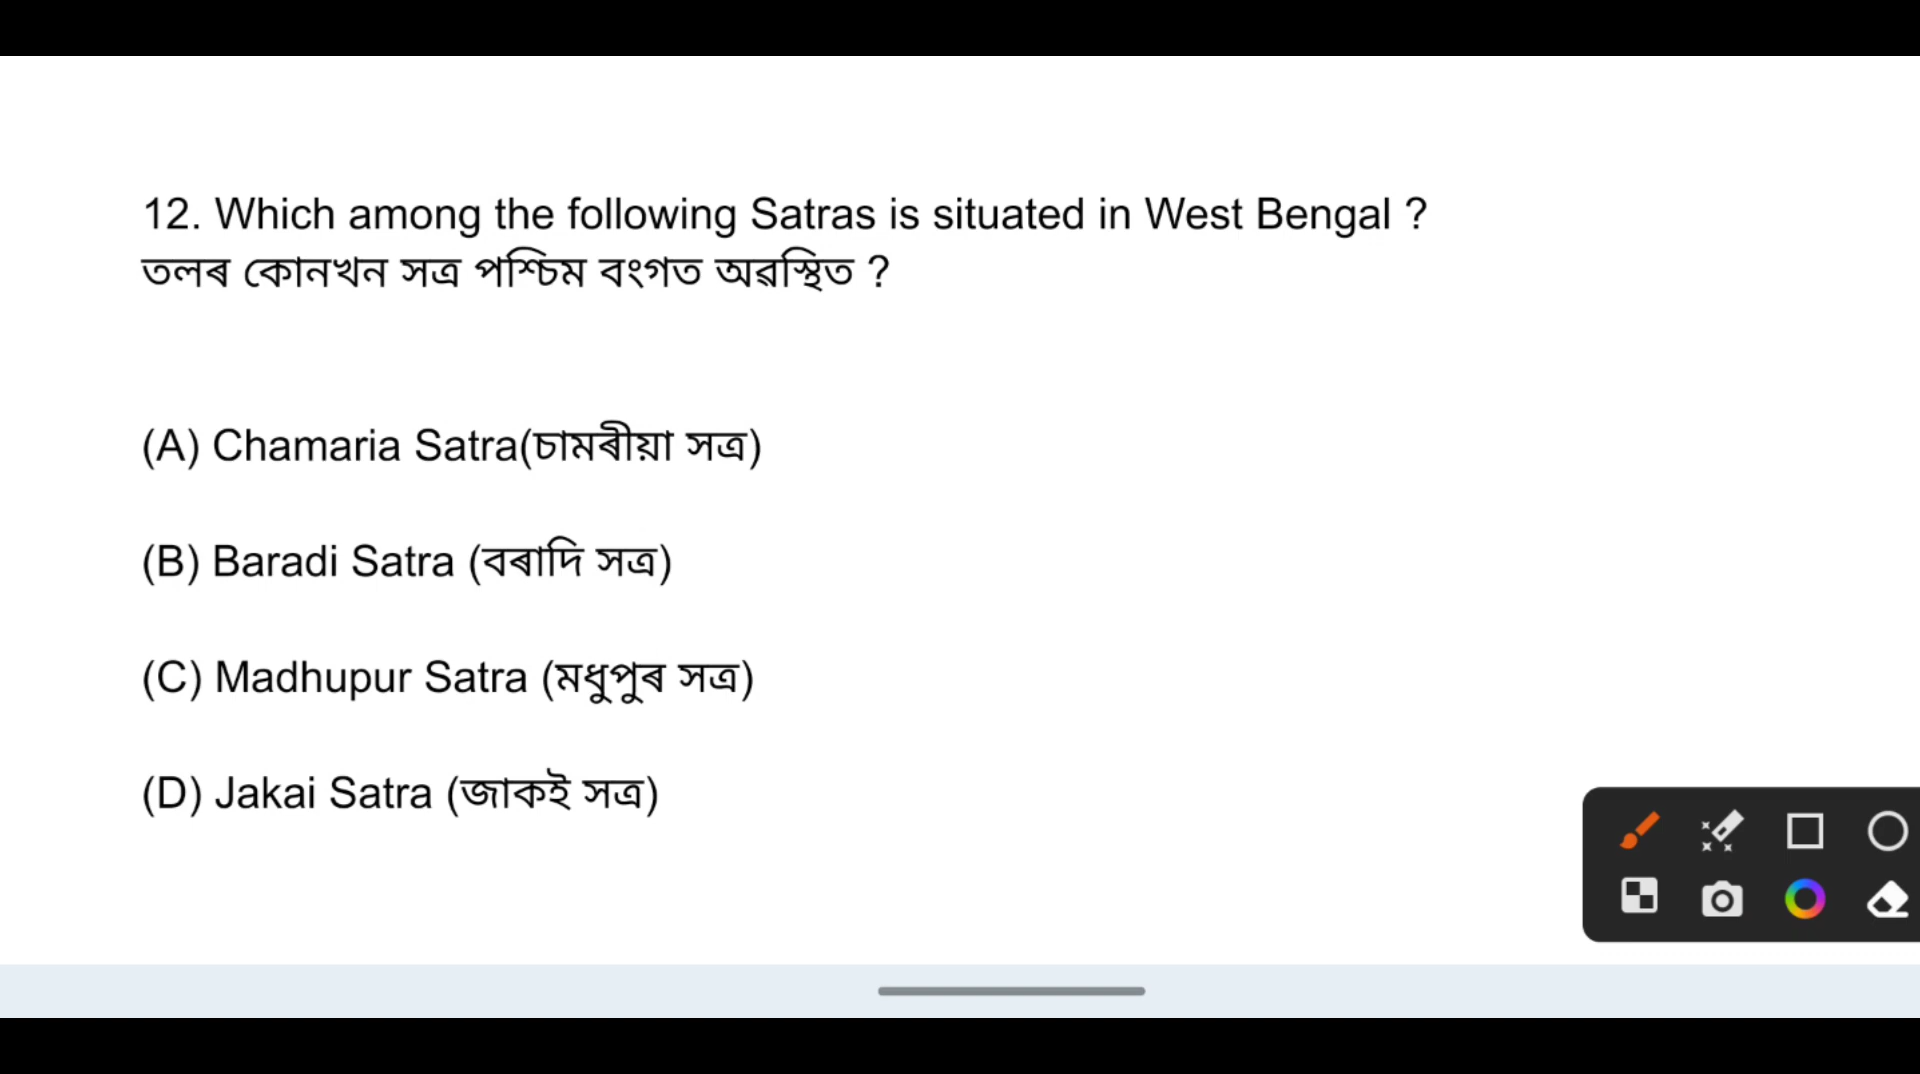 12. Which among the following Satras is situated in West Bengal ?
তলৰ কোনখন সত্ৰ পশ্চিম বংগত অৱস্থিত ?
(A) Chamaria Satra(চামৰীয়া সত্ৰ)
(B) Baradi Satra (বৰাদি সত্ৰ)
(C) Madhupur Satra (মধুপুৰ সত্ৰ)
(D) Jakai Satra (জাকই সত্ৰ)